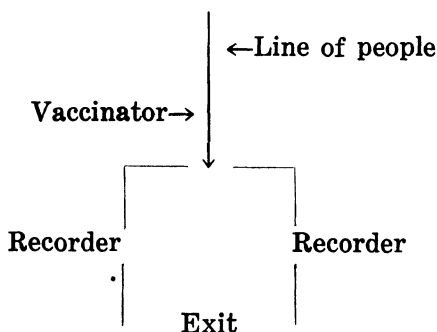 ←Line of people
Vaccinator→
Recorder Recorder
Exit